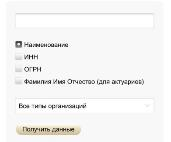 Наименование
ИНН
ОГРН
Фамилия Имя Отчество (для актуариев)
Все типы организаций
Получить данные